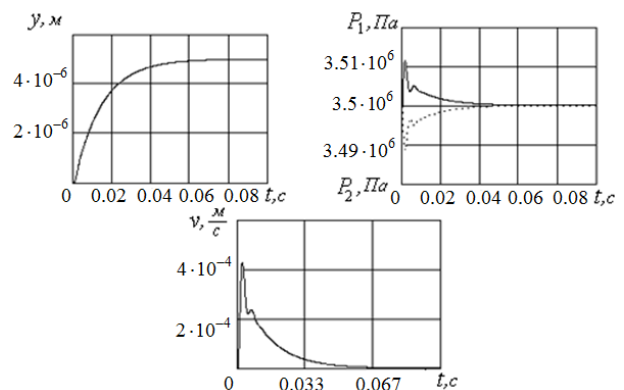 y, м
4·10⁻⁶
2·10⁻⁶
0 0.02 0.04 0.06 0.08 t,c
P₁, Па
3.51·10⁶
3.5·10⁶
3.49·10⁶
P₂, Па
0 0.02 0.04 0.06 0.08 t,c
v, м/с
4·10⁻⁴
2·10⁻⁴
0 0.033 0.067 t,c